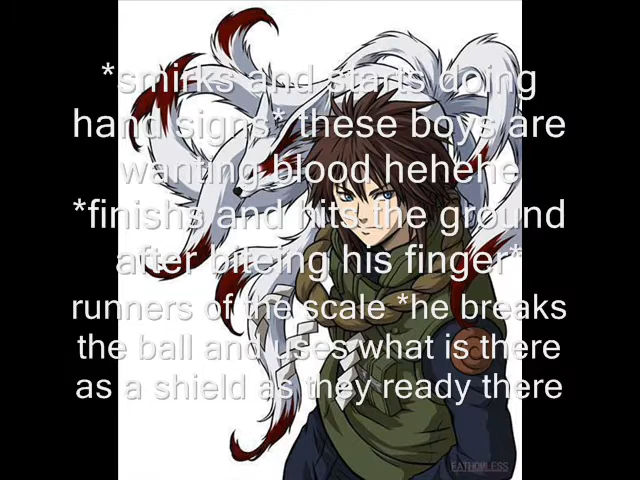 *smirks and starts doing
hand signs* these boys are
wanting blood hehehe
*finishs and hits the ground
after biteing his finger*
runners of the scale *he breaks
the ball and uses what is there
as a shield as they ready there
FATHOMLESS